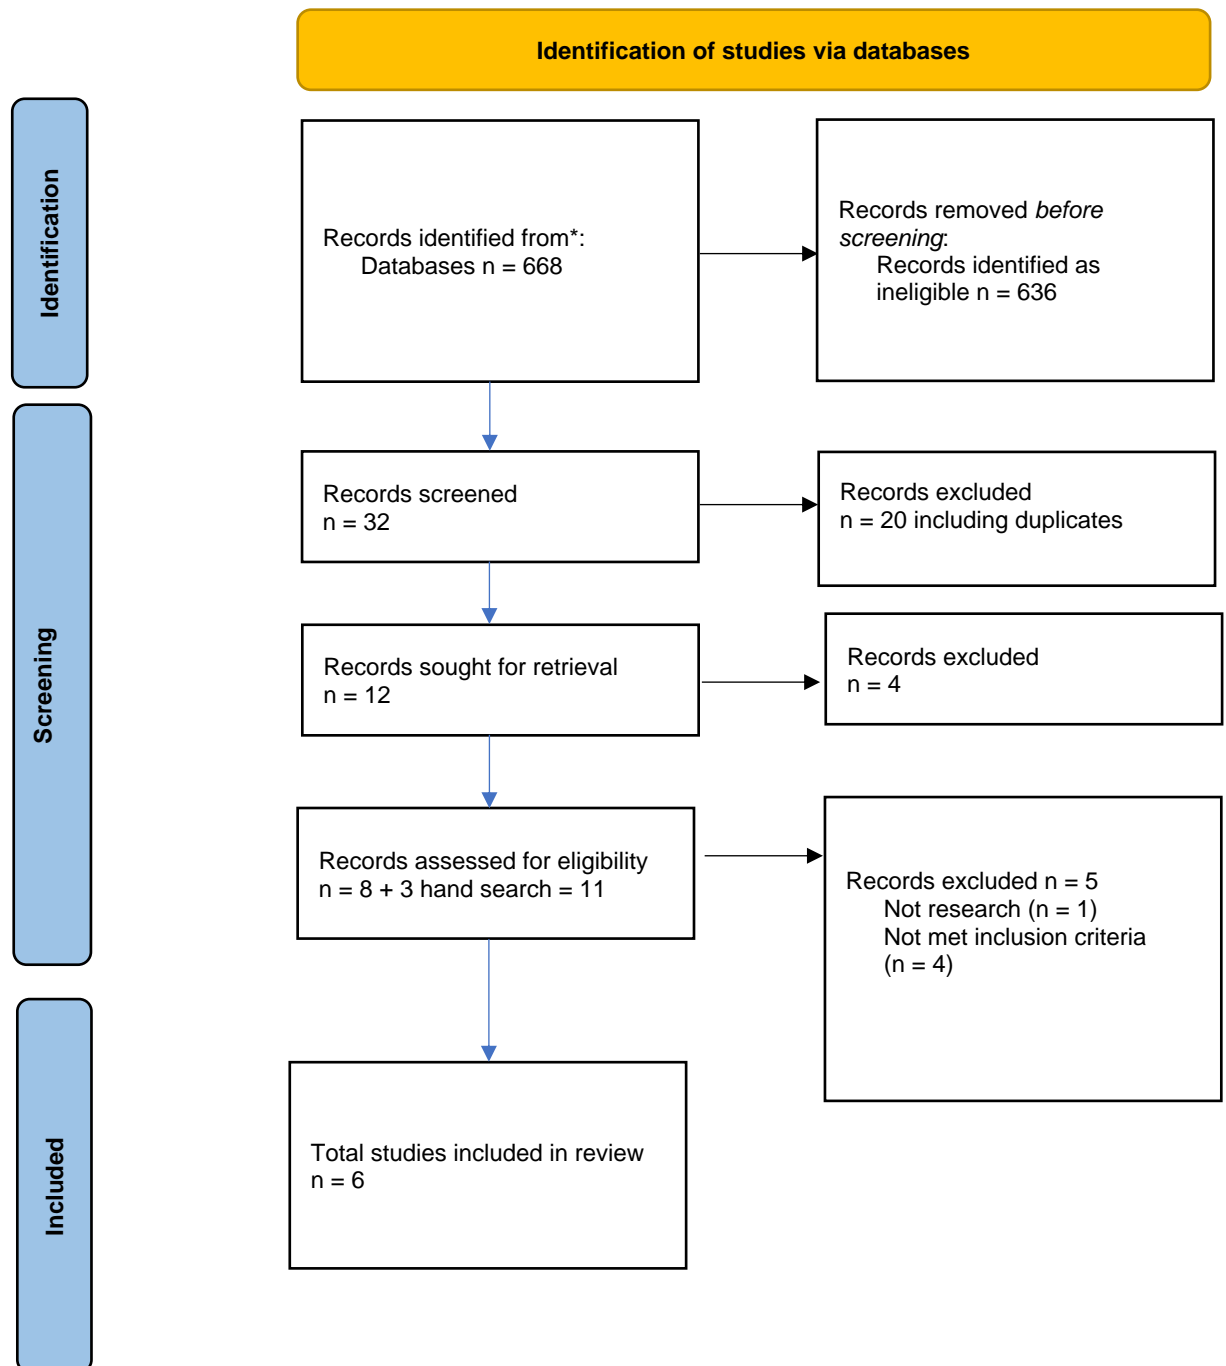 Identification of studies via databases
Identification
Records identified from*:
Databases n = 668
Records removed before
screening:
Records identified as
ineligible n = 636
Screening
Records screened
n = 32
Records excluded
n = 20 including duplicates
Records sought for retrieval
n = 12
Records excluded
n = 4
Records assessed for eligibility
n = 8 + 3 hand search = 11
Records excluded n = 5
Not research (n = 1)
Not met inclusion criteria
(n = 4)
Included
Total studies included in review
n = 6